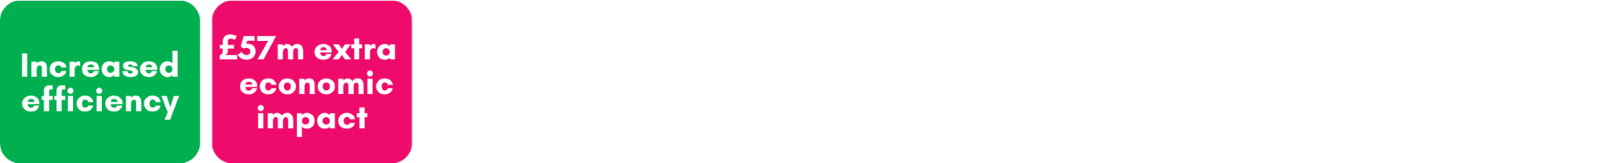 Increased
efficiency
£57m extra
economic
impact